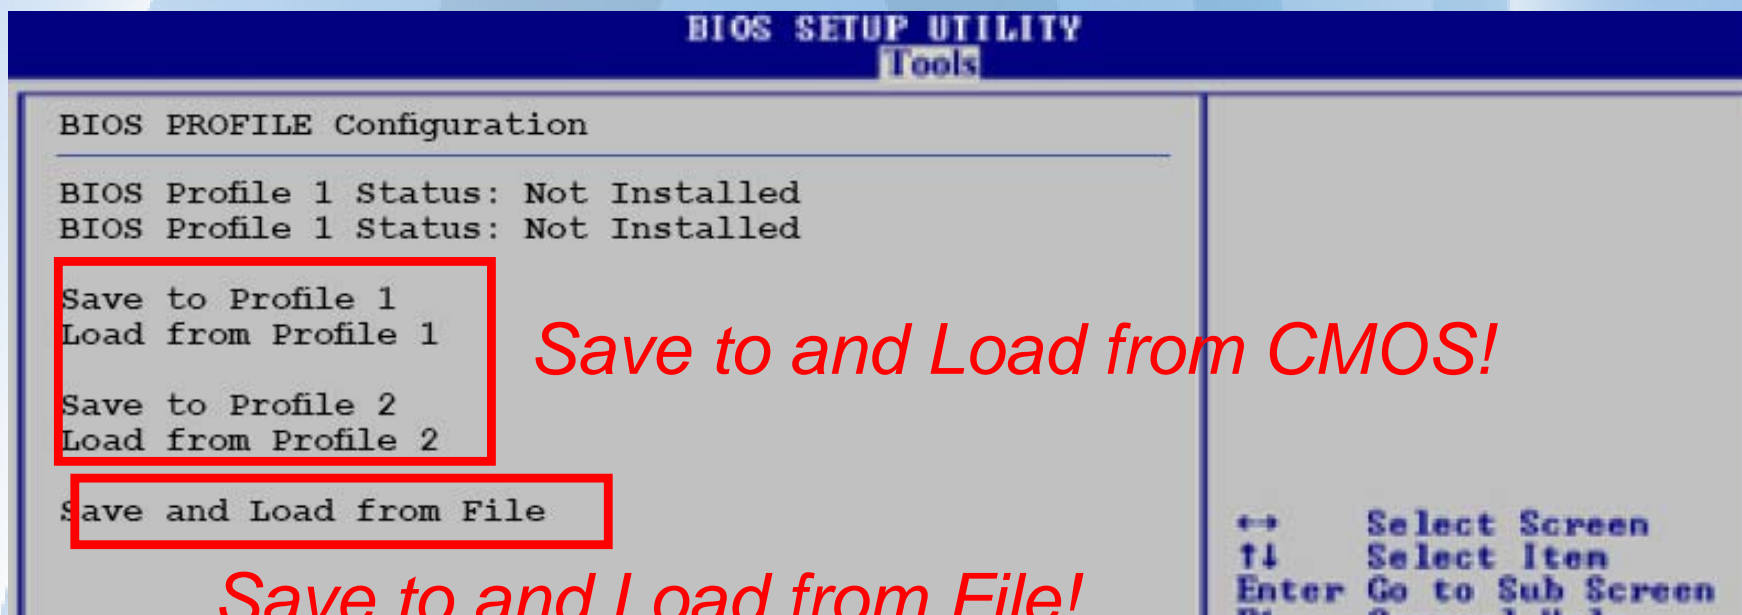 BIOS SETUP UTILITY
Tools
BIOS PROFILE Configuration
BIOS Profile 1 Status: Not Installed
BIOS Profile 1 Status: Not Installed
Save to Profile 1
Load from Profile 1
Save to and Load from CMOS!
Save to Profile 2
Load from Profile 2
Save and Load from File
Save to and Load from File!
←→ Select Screen
↑↓ Select Item
Enter Go to Sub Screen